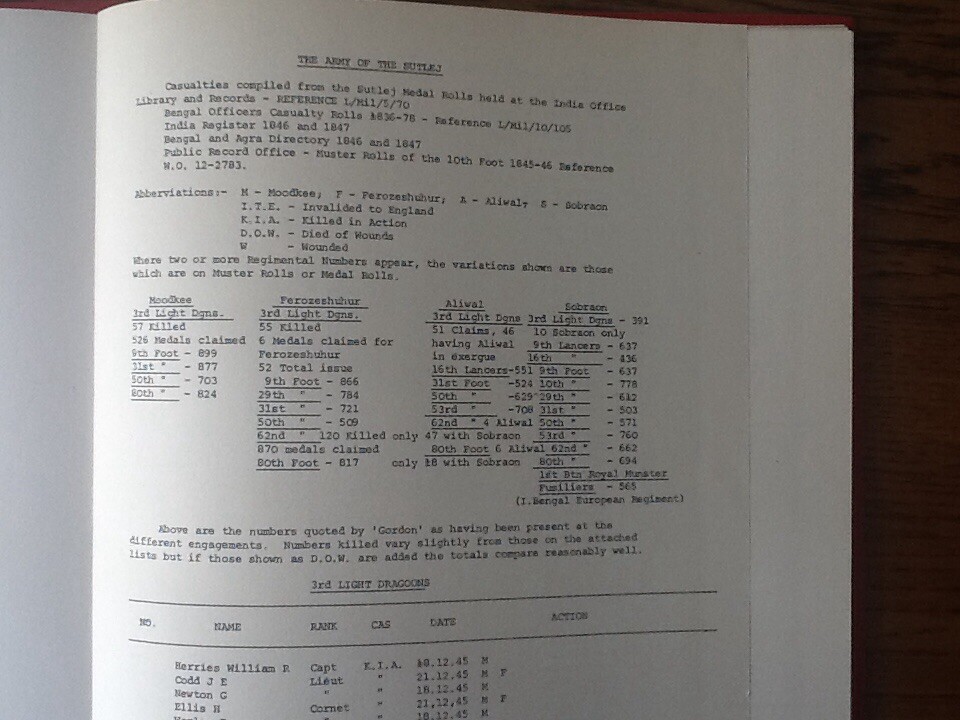 THE ARMY OF THE SUTLEJ
Casualties compiled from the Sutlej Medal Rolls held at the India Office
Library and Records - REFERENCE L/Mil/5/70
Bengal Officers Casualty Rolls 1836-78 - Reference L/Mil/10/105
India Register 1846 and 1847
Bengal and Agra Directory 1846 and 1847
Public Record Office - Muster Rolls of the 10th Foot 1845-46 Reference
W.O. 12-2783.
Abberviations:- M - Moodkee; F - Ferozeshuhur; A - Aliwal, S - Sobraon
I.T.E. - Invalided to England
K.I.A. - Killed in Action
D.O.W. - Died of Wounds
W - Wounded
Where two or more Regimental Numbers appear, the variations shown are those
which are on Muster Rolls or Medal Rolls.
Moodkee
3rd Light Dgns.
57 Killed
526 Medals claimed
9th Foot - 899
31st " - 877
50th " - 703
80th " - 824
Ferozeshuhur
3rd Light Dgns.
55 Killed
6 Medals claimed for
Ferozeshuhur
52 Total issue
9th Foot - 866
29th " - 784
31st " - 721
50th " - 509
62nd " 120 Killed only 47 with Sobraon
870 medals claimed
80th Foot - 817
Aliwal
3rd Light Dgns
51 Claims, 46
having Aliwal
in exergue
16th Lancers-551
31st Foot -524
50th " -629
53rd " -708
62nd " 4 Aliwal
80th Foot 6 Aliwal
only 18 with Sobraon
Sobraon
3rd Light Dgns - 391
10 Sobraon only
9th Lancers - 637
16th " - 436
9th Foot - 637
10th " - 778
29th " - 612
31st " - 503
50th " - 571
53rd " - 760
62nd " - 662
80th " - 694
1st Btn Royal Munster
Fusiliers - 565
(I.Bengal European Regiment)
Above are the numbers quoted by 'Gordon' as having been present at the
different engagements. Numbers killed vary slightly from those on the attached
lists but if those shown as D.O.W. are added the totals compare reasonably well.
3rd LIGHT DRAGOONS
NO. NAME RANK CAS DATE ACTION
Herries William R Capt K.I.A. 18.12.45 M
Codd J E Lieut " 21.12.45 M F
Newton G " " 18.12.45 M
Ellis H Cornet " 21,12,45 M F
" 18.12.45 M